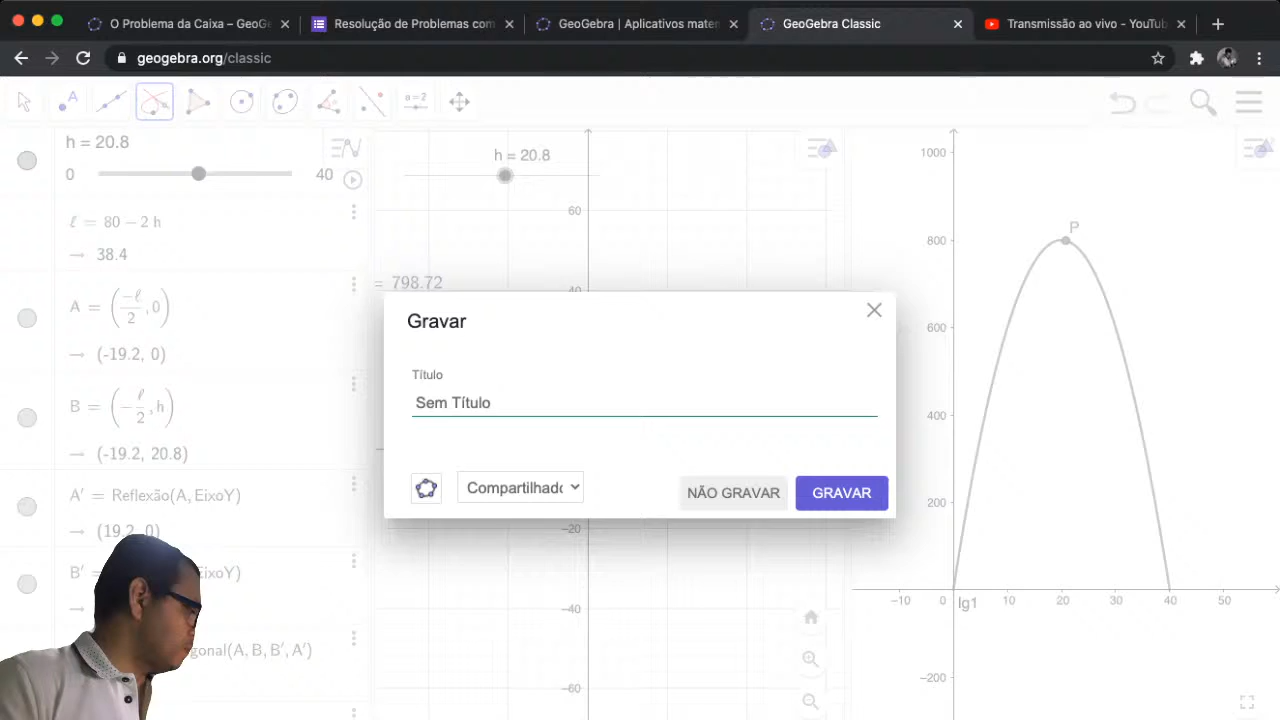 O Problema da Caixa – GeoGe
Resolução de Problemas com
GeoGebra | Aplicativos matem
GeoGebra Classic
Transmissão ao vivo - YouTub
geogebra.org/classic
A
a=2
h = 20.8
0
40
ℓ = 80 − 2 h
→ 38.4
A = (−ℓ/2, 0)
→ (-19.2, 0)
B = (−ℓ/2, h)
→ (-19.2, 20.8)
A′ = Reflexão(A, EixoY)
→ (19.2, 0)
B′ =
EixoY)
→
gonal(A, B, B′, A′)
h = 20.8
60
= 798.72
40
−20
−40
−60
Gravar
Título
Sem Título
Compartilhado
NÃO GRAVAR
GRAVAR
1000
P
800
600
400
200
−10
0
lg1
10
20
30
40
50
−200